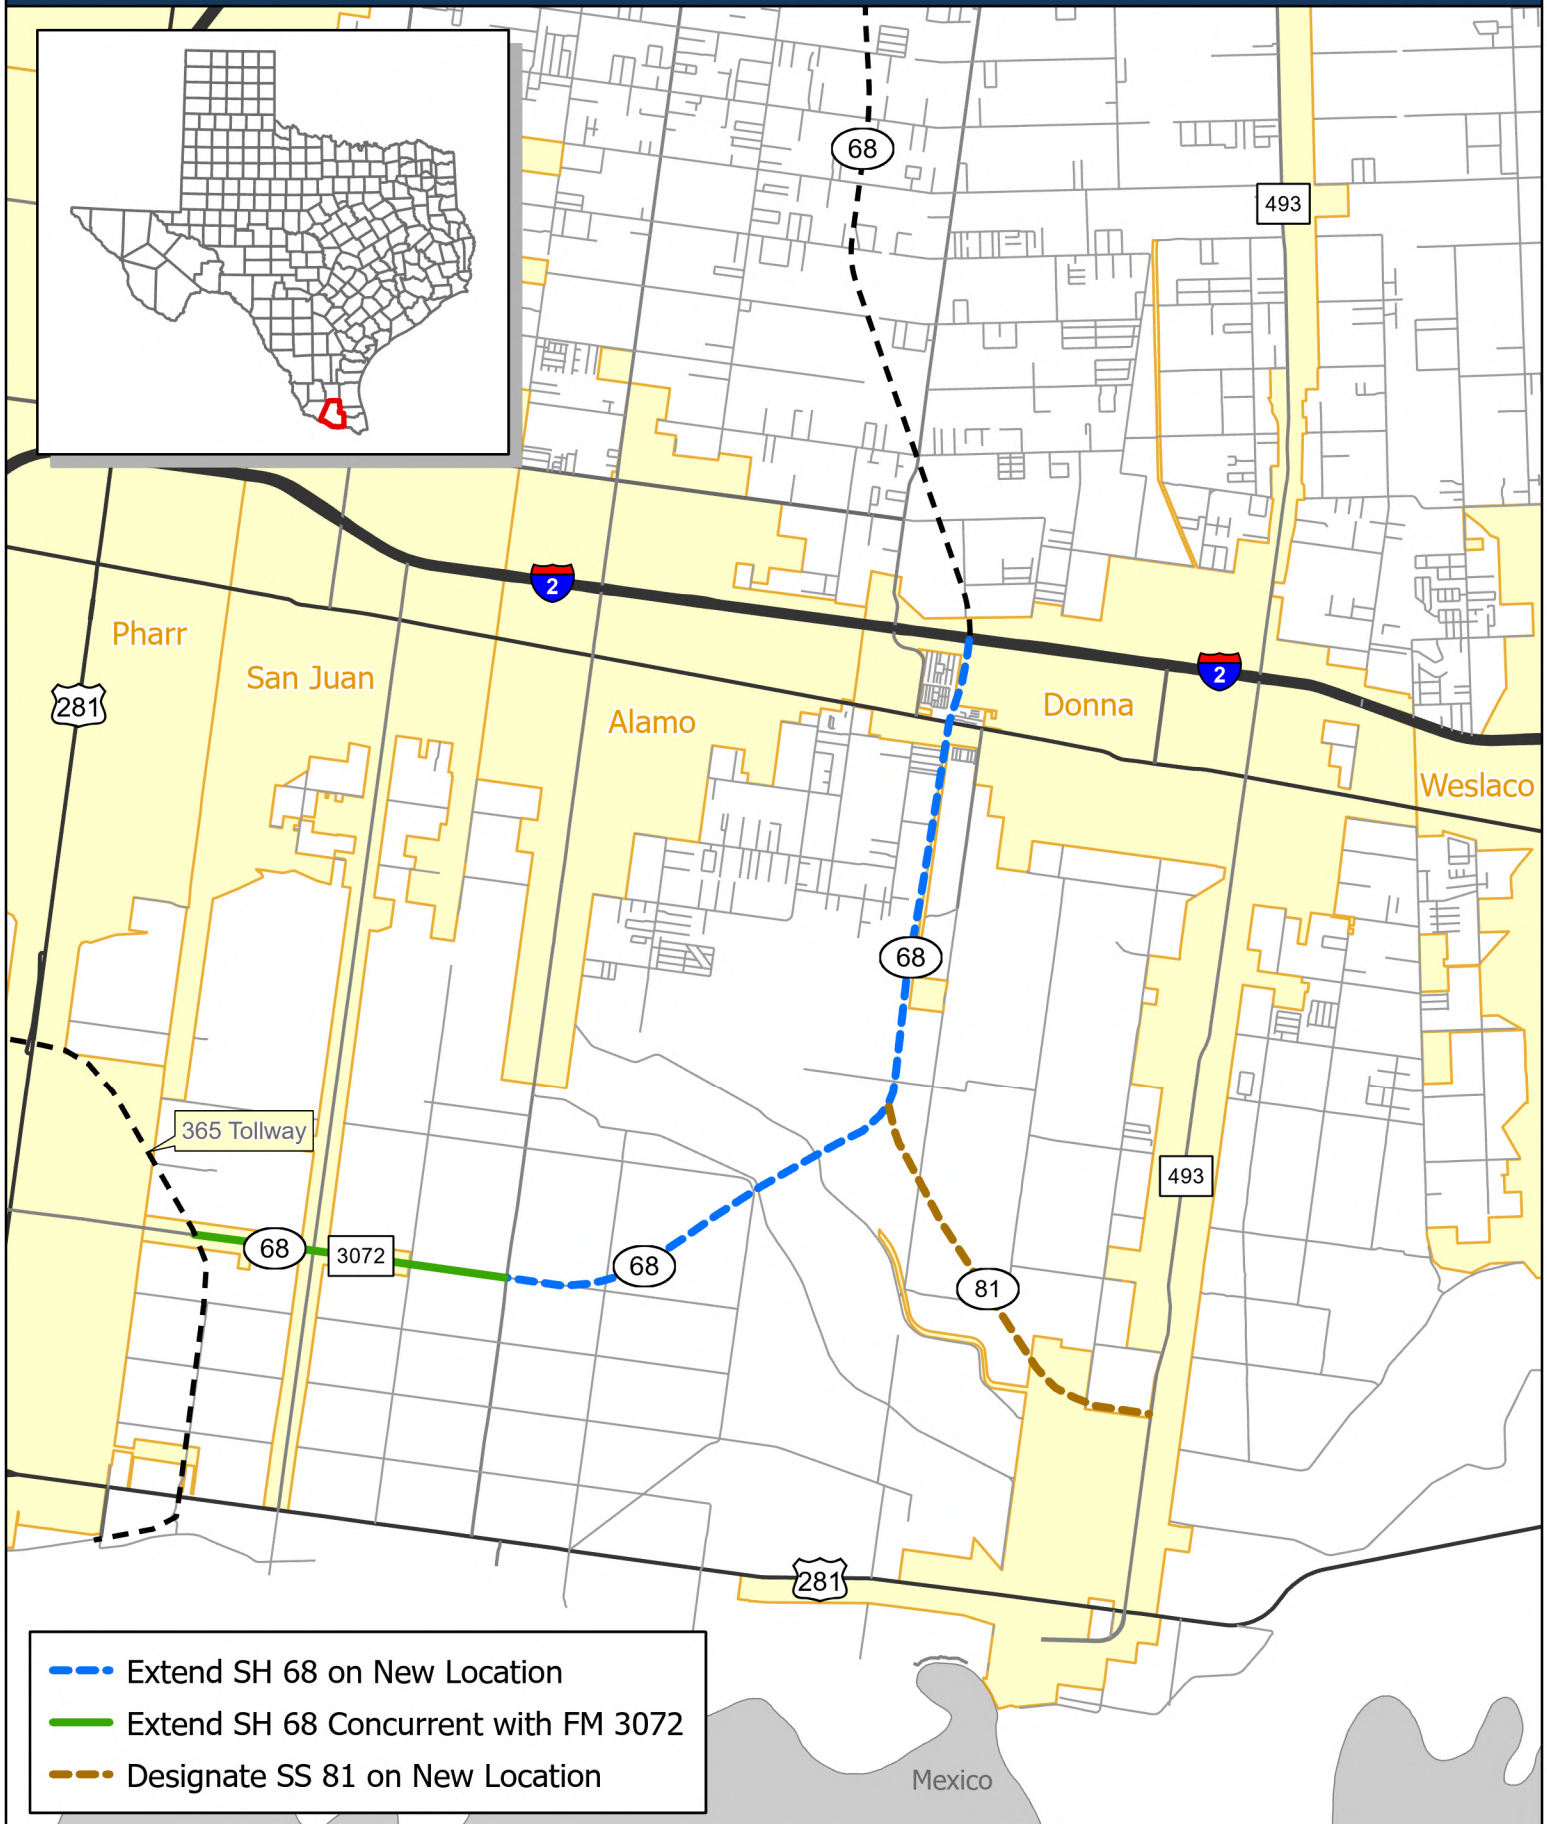 68
493
2
Pharr
San Juan
281
2
Alamo
Donna
Weslaco
68
365 Tollway
493
68
3072
68
81
281
Extend SH 68 on New Location
Extend SH 68 Concurrent with FM 3072
Designate SS 81 on New Location
Mexico